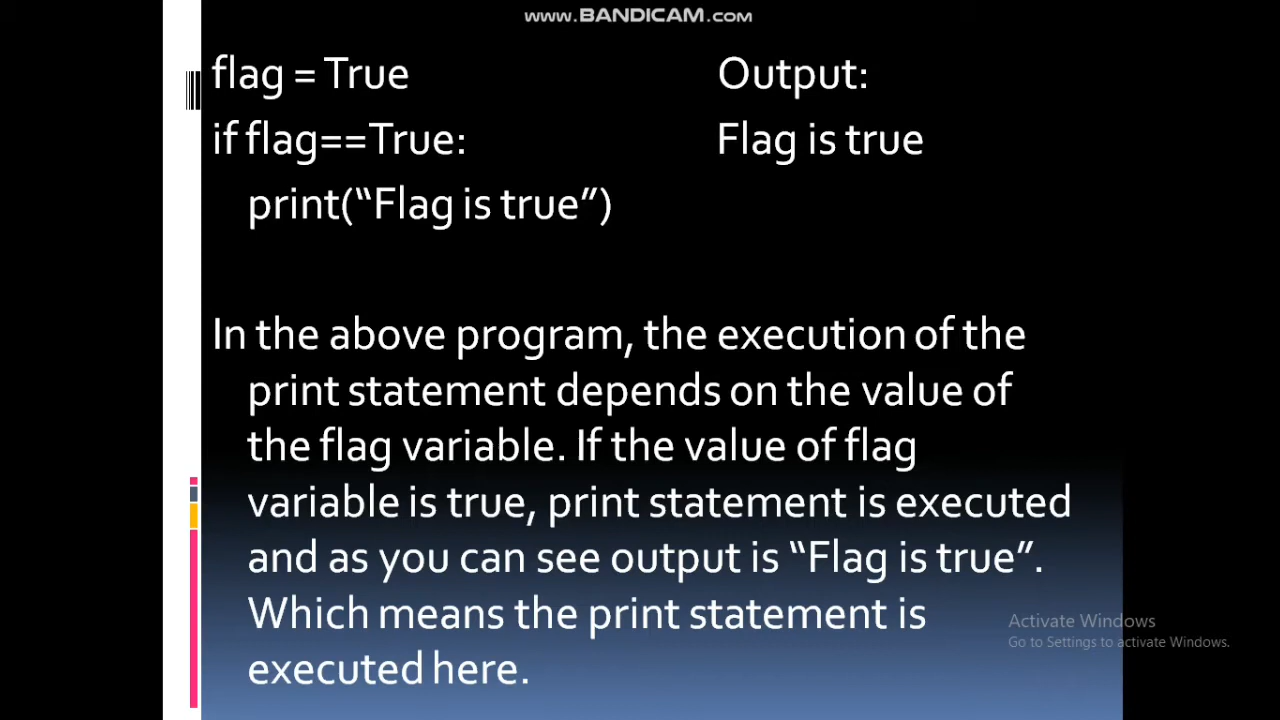 www.BANDICAM.com
flag = True
Output:
if flag==True:
Flag is true
print(“Flag is true”)
In the above program, the execution of the
print statement depends on the value of
the flag variable. If the value of flag
variable is true, print statement is executed
and as you can see output is “Flag is true”.
Which means the print statement is
executed here.
Activate Windows
Go to Settings to activate Windows.